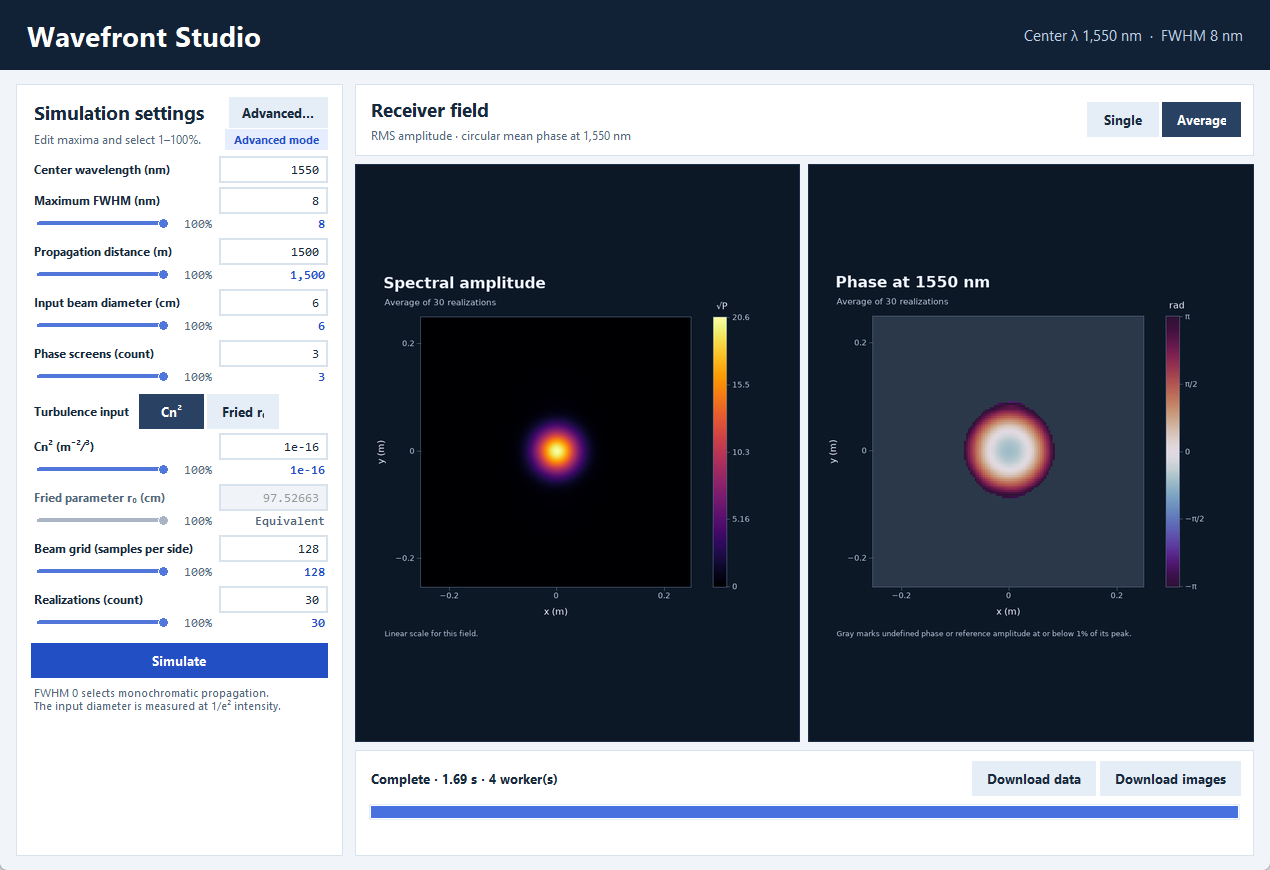 Wavefront Studio
Center λ 1,550 nm · FWHM 8 nm
Simulation settings
Advanced...
Edit maxima and select 1–100%.
Advanced mode
Center wavelength (nm)
1550
Maximum FWHM (nm)
8
100%
8
Propagation distance (m)
1500
100%
1,500
Input beam diameter (cm)
6
100%
6
Phase screens (count)
3
100%
3
Turbulence input
Cn²
Fried r₀
Cn² (m⁻²/³)
1e-16
100%
1e-16
Fried parameter r₀ (cm)
97.52663
100%
Equivalent
Beam grid (samples per side)
128
100%
128
Realizations (count)
30
100%
30
Simulate
FWHM 0 selects monochromatic propagation.
The input diameter is measured at 1/e² intensity.
Receiver field
RMS amplitude · circular mean phase at 1,550 nm
Single
Average
Spectral amplitude
Average of 30 realizations
√P
20.6
15.5
10.3
5.16
0
0.2
0
−0.2
y (m)
−0.2
0
0.2
x (m)
Linear scale for this field.
Phase at 1550 nm
Average of 30 realizations
rad
π
π/2
0
−π/2
−π
0.2
0
−0.2
y (m)
−0.2
0
0.2
x (m)
Gray marks undefined phase or reference amplitude at or below 1% of its peak.
Complete · 1.69 s · 4 worker(s)
Download data
Download images